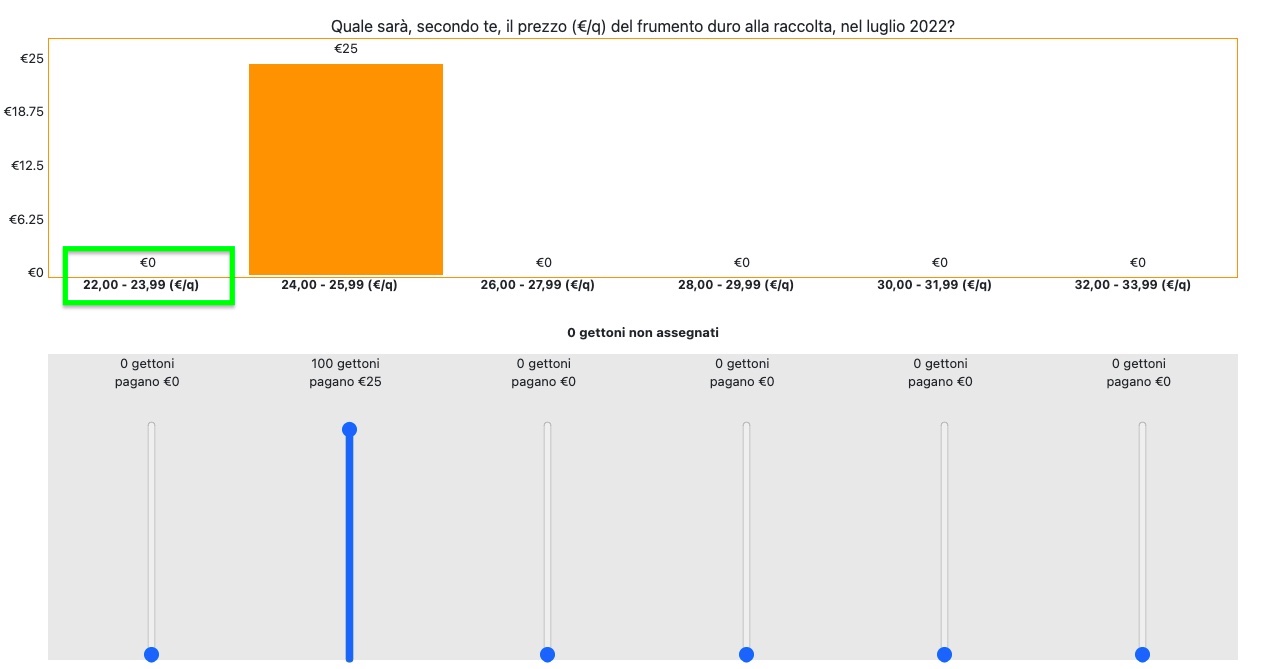 Quale sarà, secondo te, il prezzo (€/q) del frumento duro alla raccolta, nel luglio 2022?
€25
€25
€18.75
€12.5
€6.25
€0
€0 €0 €0 €0 €0
22,00 - 23,99 (€/q) 24,00 - 25,99 (€/q) 26,00 - 27,99 (€/q) 28,00 - 29,99 (€/q) 30,00 - 31,99 (€/q) 32,00 - 33,99 (€/q)
0 gettoni non assegnati
0 gettoni 100 gettoni 0 gettoni 0 gettoni 0 gettoni 0 gettoni
pagano €0 pagano €25 pagano €0 pagano €0 pagano €0 pagano €0